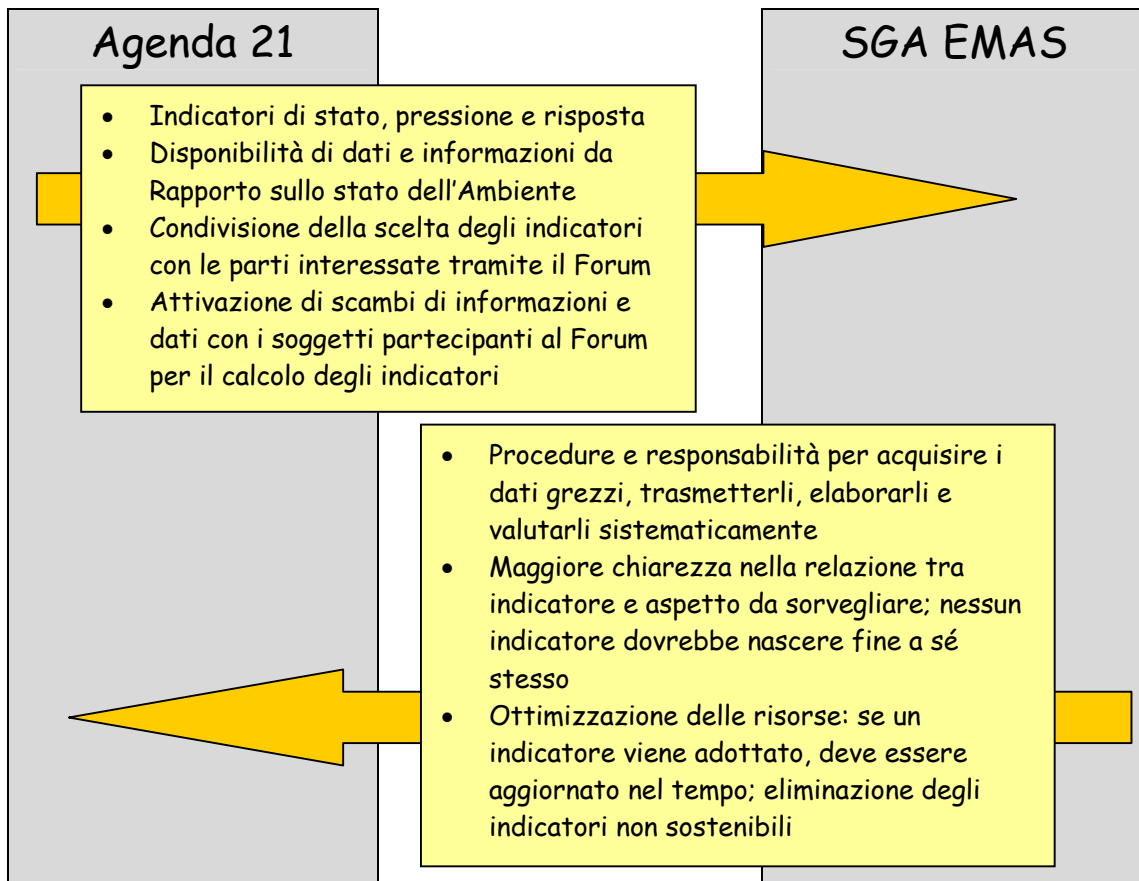 Agenda 21
SGA EMAS
• Indicatori di stato, pressione e risposta
• Disponibilità di dati e informazioni da
Rapporto sullo stato dell’Ambiente
• Condivisione della scelta degli indicatori
con le parti interessate tramite il Forum
• Attivazione di scambi di informazioni e
dati con i soggetti partecipanti al Forum
per il calcolo degli indicatori
• Procedure e responsabilità per acquisire i
dati grezzi, trasmetterli, elaborarli e
valutarli sistematicamente
• Maggiore chiarezza nella relazione tra
indicatore e aspetto da sorvegliare; nessun
indicatore dovrebbe nascere fine a sé
stesso
• Ottimizzazione delle risorse: se un
indicatore viene adottato, deve essere
aggiornato nel tempo; eliminazione degli
indicatori non sostenibili